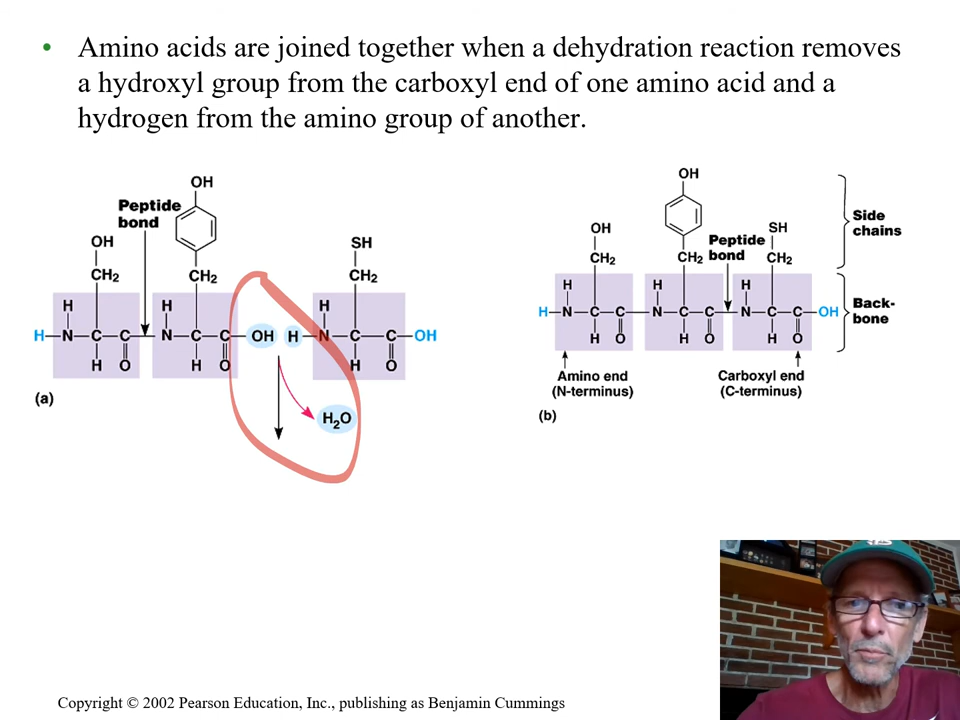 • Amino acids are joined together when a dehydration reaction removes
a hydroxyl group from the carboxyl end of one amino acid and a
hydrogen from the amino group of another.
OH
Peptide
bond
OH
CH₂
CH₂
SH
CH₂
H
H
H
H–N–C–C
N–C–C–OH
H–N–C–C–OH
H O
H O
H O
H₂O
(a)
OH
OH
Peptide
bond
SH
CH₂
CH₂
CH₂
Side
chains
H
H
H
H–N–C–C–N–C–C–N–C–C–OH
H O
H O
H O
Back-
bone
Amino end
(N-terminus)
Carboxyl end
(C-terminus)
(b)
Copyright © 2002 Pearson Education, Inc., publishing as Benjamin Cummings